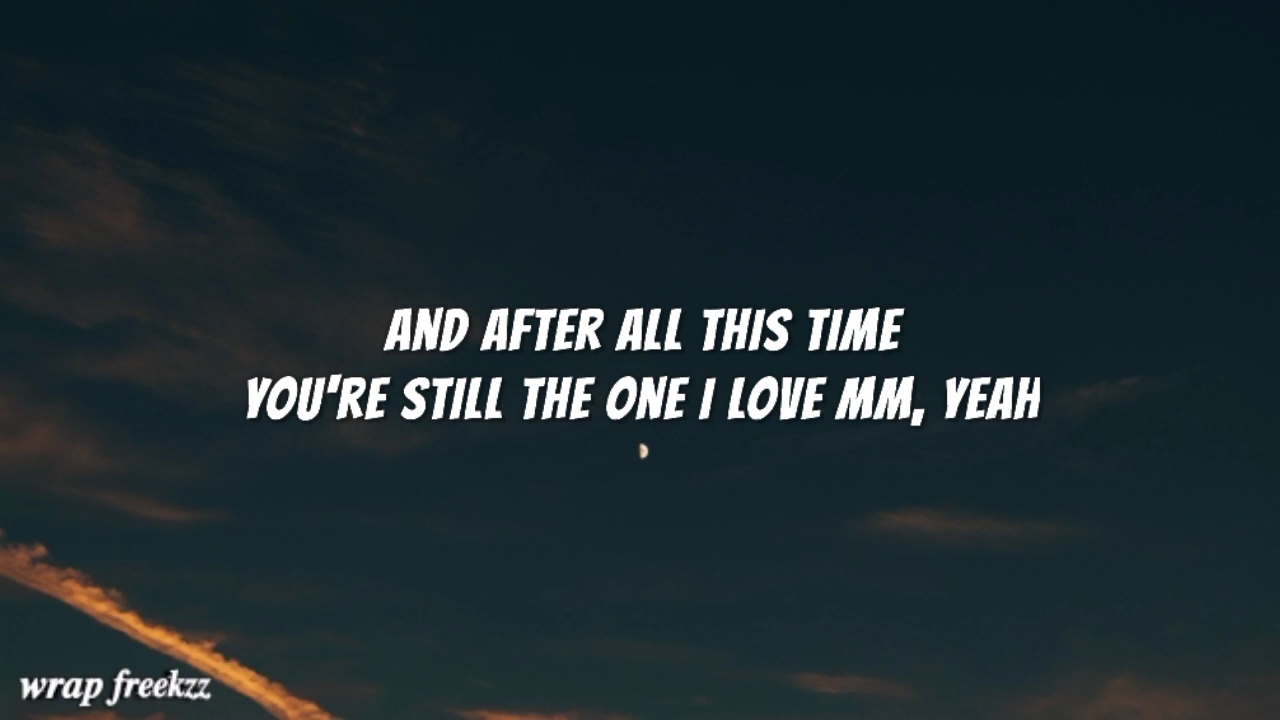 AND AFTER ALL THIS TIME
YOU'RE STILL THE ONE I LOVE MM, YEAH
wrap freekzz